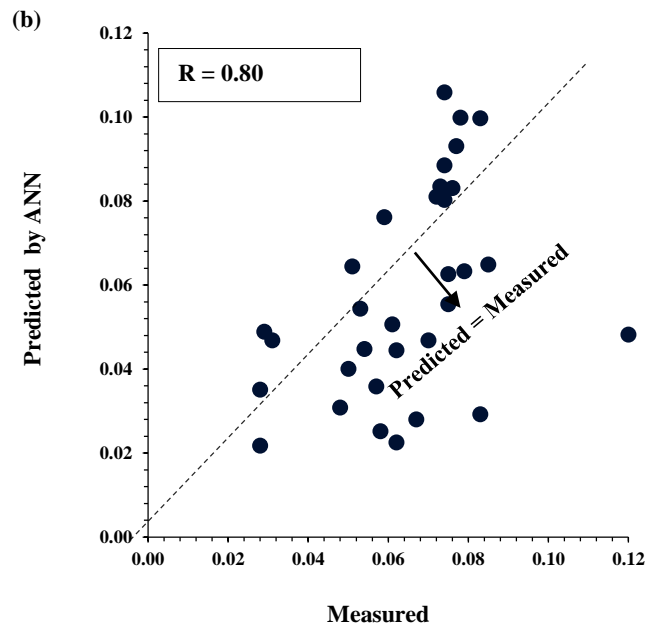 (b)
R = 0.80
0.12
0.10
0.08
0.06
0.04
0.02
0.00
Predicted by ANN
Predicted = Measured
0.00 0.02 0.04 0.06 0.08 0.10 0.12
Measured